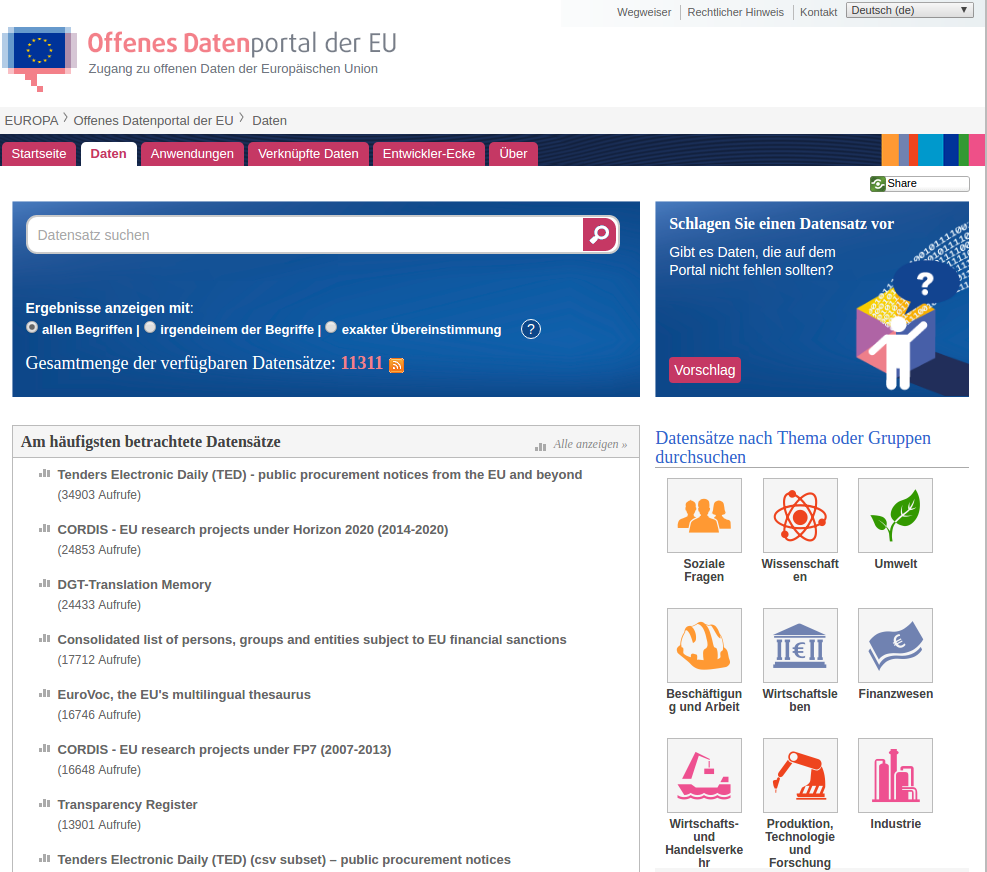 Wegweiser
Rechtlicher Hinweis
Kontakt
Deutsch (de)
Offenes Datenportal der EU
Zugang zu offenen Daten der Europäischen Union
EUROPA
Offenes Datenportal der EU
Daten
Startseite
Daten
Anwendungen
Verknüpfte Daten
Entwickler-Ecke
Über
Share
Datensatz suchen
Ergebnisse anzeigen mit:
allen Begriffen | irgendeinem der Begriffe | exakter Übereinstimmung ?
Gesamtmenge der verfügbaren Datensätze: 11311
Schlagen Sie einen Datensatz vor
Gibt es Daten, die auf dem
Portal nicht fehlen sollten?
?
Vorschlag
Am häufigsten betrachtete Datensätze
Alle anzeigen »
Tenders Electronic Daily (TED) - public procurement notices from the EU and beyond
(34903 Aufrufe)
CORDIS - EU research projects under Horizon 2020 (2014-2020)
(24853 Aufrufe)
DGT-Translation Memory
(24433 Aufrufe)
Consolidated list of persons, groups and entities subject to EU financial sanctions
(17712 Aufrufe)
EuroVoc, the EU's multilingual thesaurus
(16746 Aufrufe)
CORDIS - EU research projects under FP7 (2007-2013)
(16648 Aufrufe)
Transparency Register
(13901 Aufrufe)
Tenders Electronic Daily (TED) (csv subset) – public procurement notices
Datensätze nach Thema oder Gruppen
durchsuchen
Soziale
Fragen
Wissenschaft
en
Umwelt
Beschäftigun
g und Arbeit
Wirtschaftsle
ben
Finanzwesen
Wirtschafts-
und
Handelsverke
hr
Produktion,
Technologie
und
Forschung
Industrie